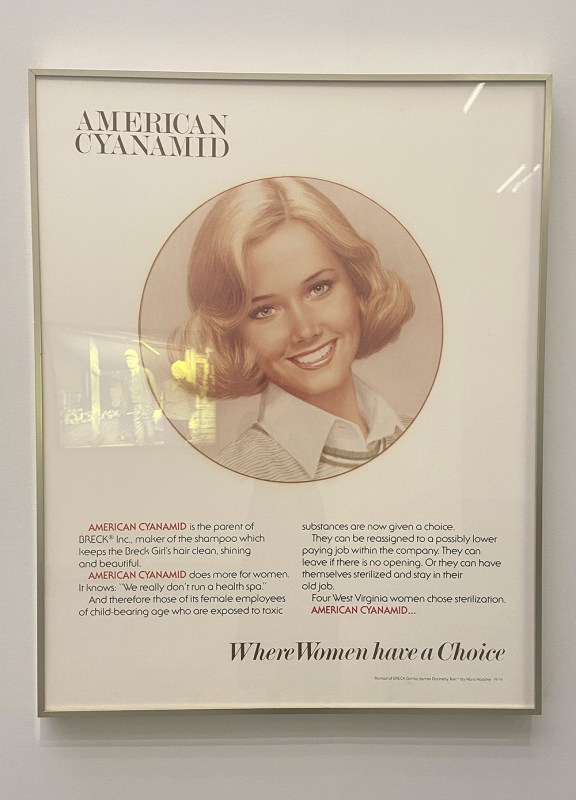 AMERICAN
CYANAMID
AMERICAN CYANAMID is the parent of
BRECK® Inc., maker of the shampoo which
keeps the Breck Girl's hair clean, shining
and beautiful.
AMERICAN CYANAMID does more for women.
It knows: "We really don't run a health spa."
And therefore those of its female employees
of child-bearing age who are exposed to toxic
substances are now given a choice.
They can be reassigned to a possibly lower
paying job within the company. They can
leave if there is no opening. Or they can have
themselves sterilized and stay in their
old job.
Four West Virginia women chose sterilization.
AMERICAN CYANAMID...
Where Women have a Choice